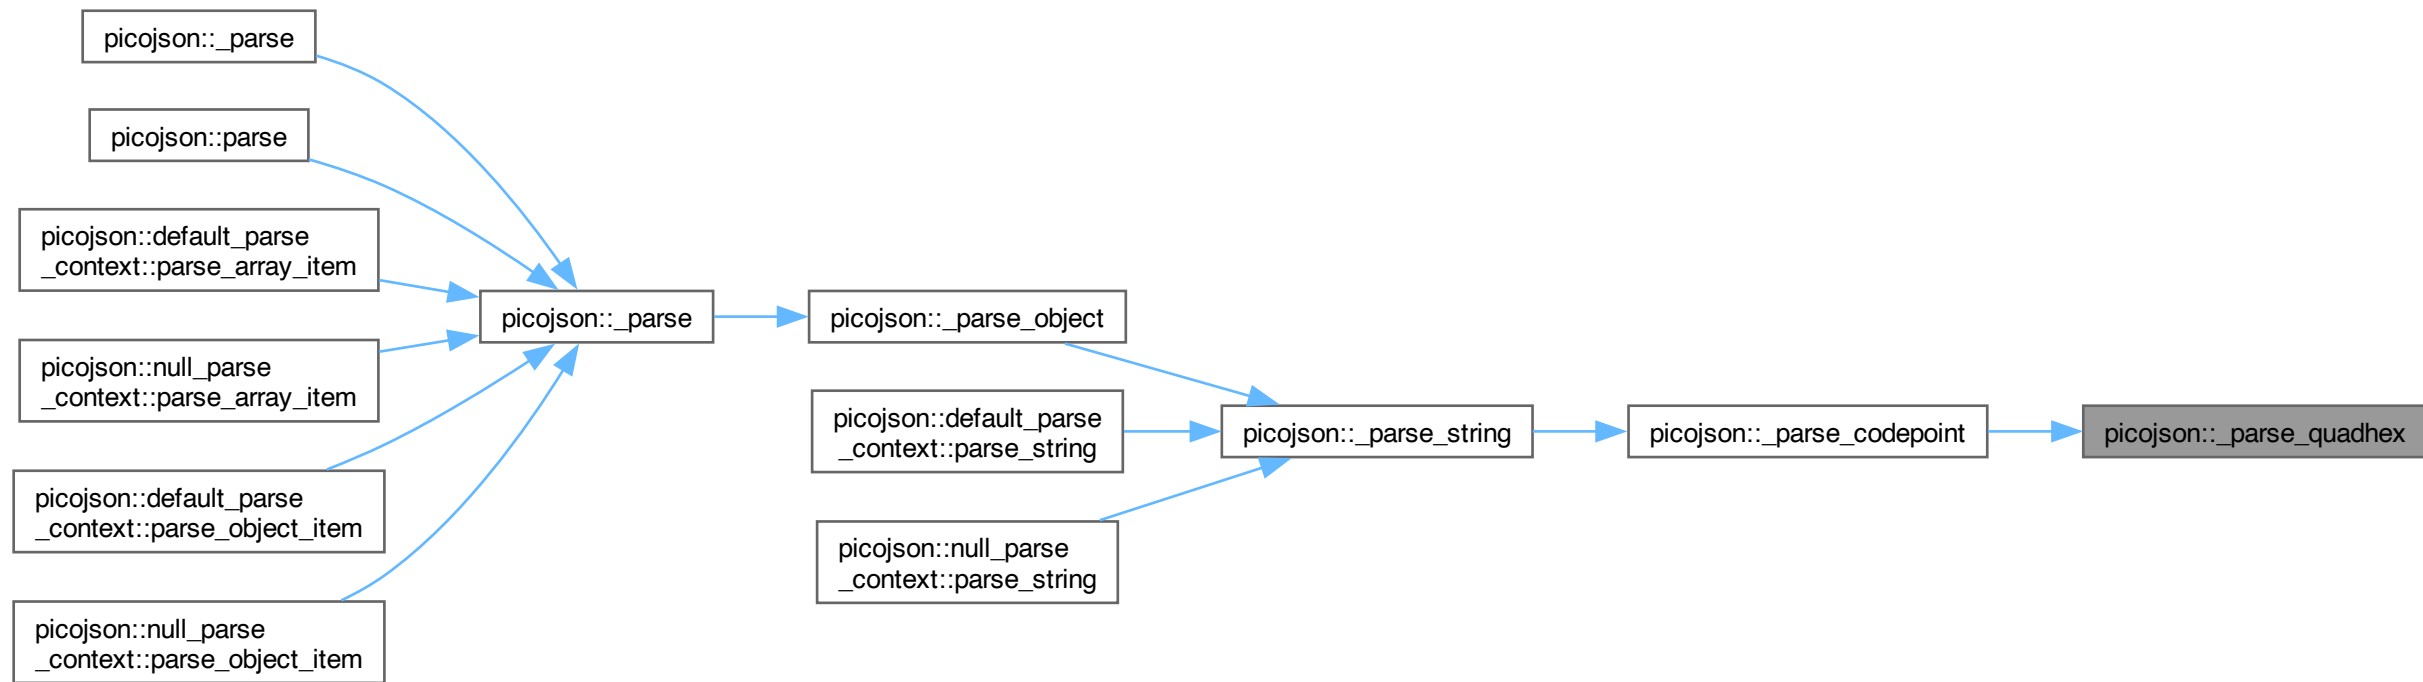 picojson::_parse
picojson::parse
picojson::default_parse
_context::parse_array_item
picojson::null_parse
_context::parse_array_item
picojson::default_parse
_context::parse_object_item
picojson::null_parse
_context::parse_object_item
picojson::_parse
picojson::_parse_object
picojson::default_parse
_context::parse_string
picojson::null_parse
_context::parse_string
picojson::_parse_string
picojson::_parse_codepoint
picojson::_parse_quadhex